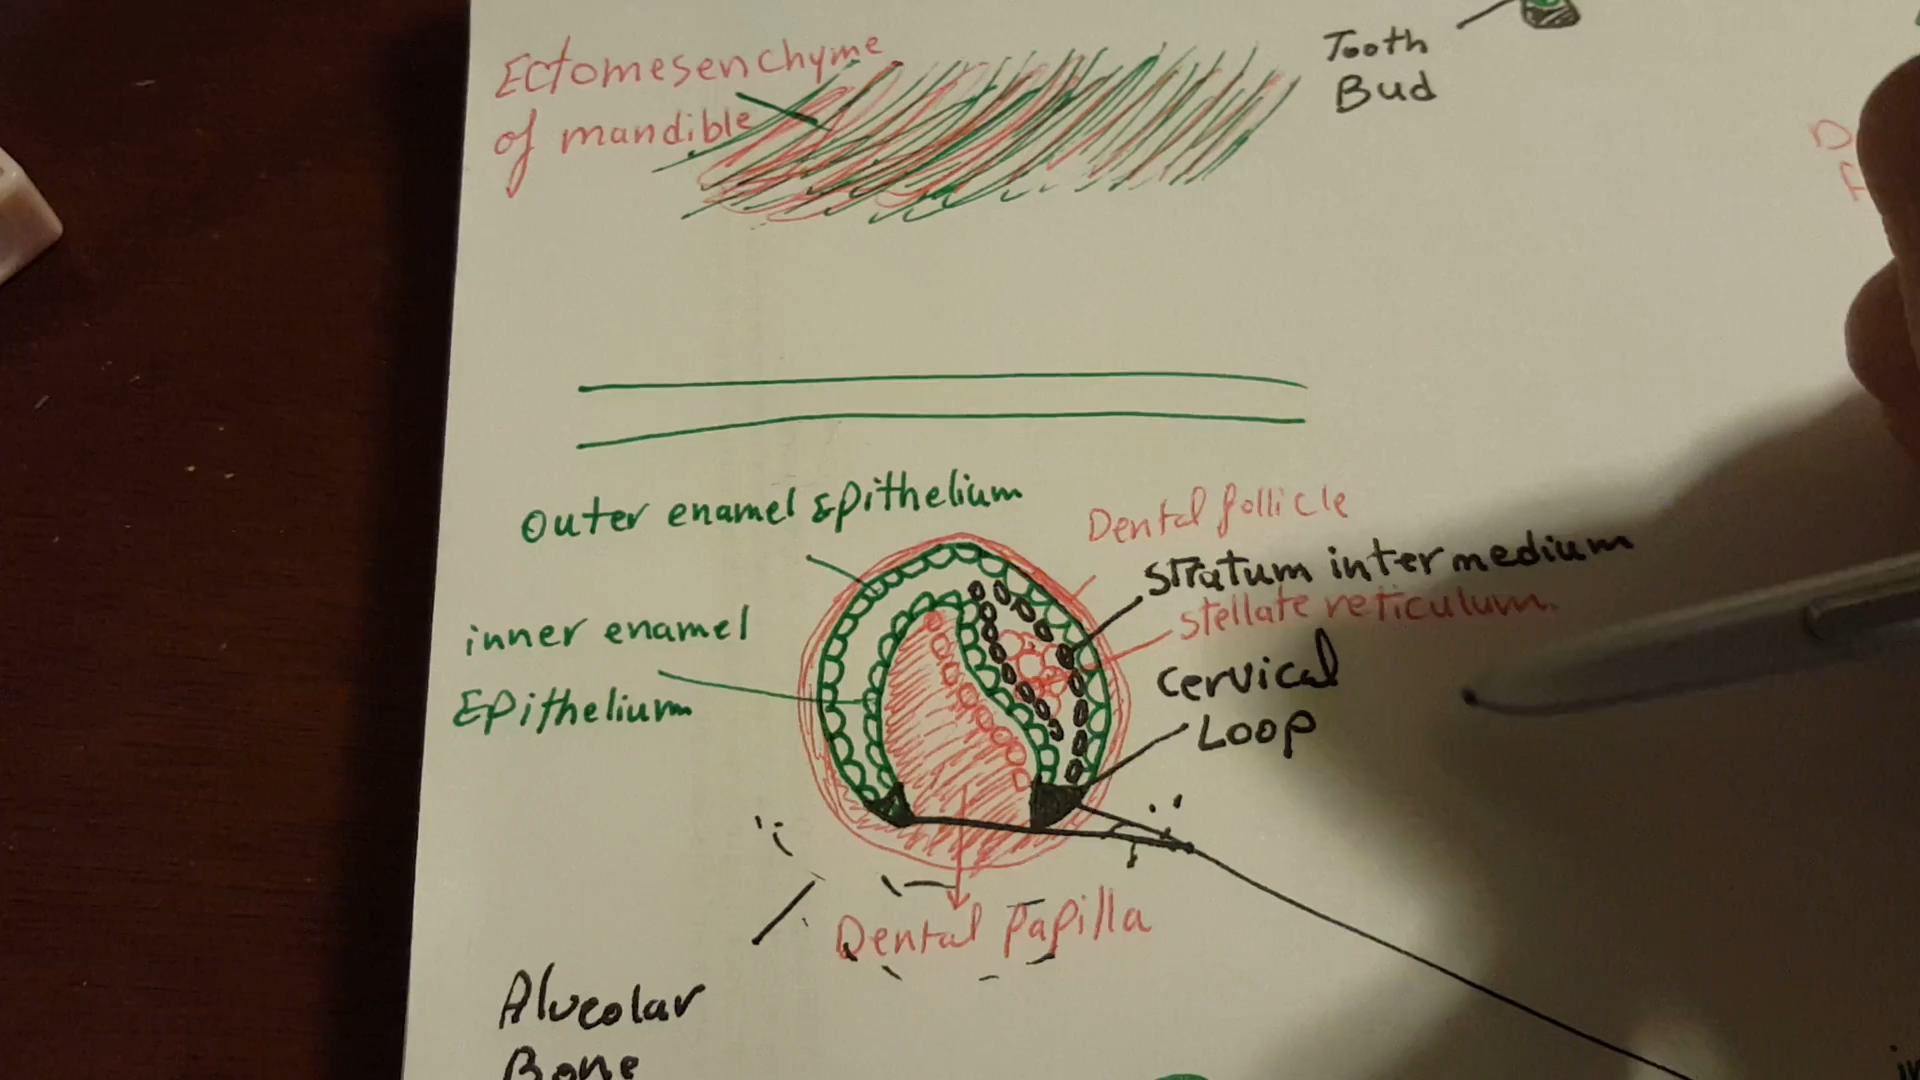 Ectomesenchyme
of mandible
Tooth
Bud
Outer enamel Epithelium
Dental follicle
Stratum intermedium
stellate reticulum.
inner enamel
Epithelium
Cervical
Loop
Dental Papilla
Alveolar
Bone